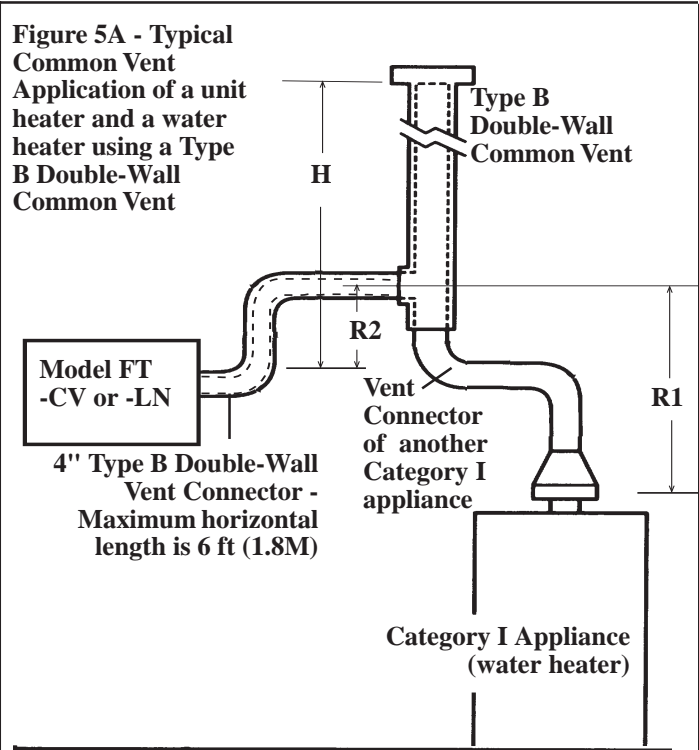 Figure 5A - Typical
Common Vent
Application of a unit
heater and a water
heater using a Type
B Double-Wall
Common Vent
Type B
Double-Wall
Common Vent
H
R2
R1
Model FT
-CV or -LN
Vent
Connector
of another
Category I
appliance
4" Type B Double-Wall
Vent Connector -
Maximum horizontal
length is 6 ft (1.8M)
Category I Appliance
(water heater)